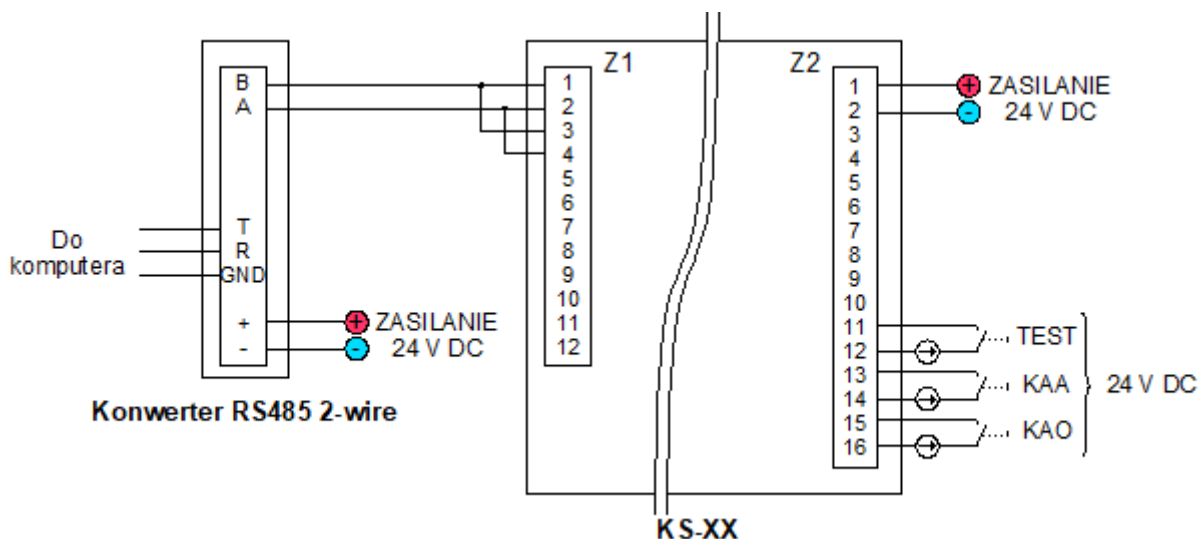 B
A
T
R
GND
+
-
Do
komputera
+ ZASILANIE
- 24 V DC
Konwerter RS485 2-wire
Z1
1
2
3
4
5
6
7
8
9
10
11
12
Z2
1
2
3
4
5
6
7
8
9
10
11
12
13
14
15
16
+ ZASILANIE
- 24 V DC
TEST
KAA
KAO
24 V DC
KS-XX